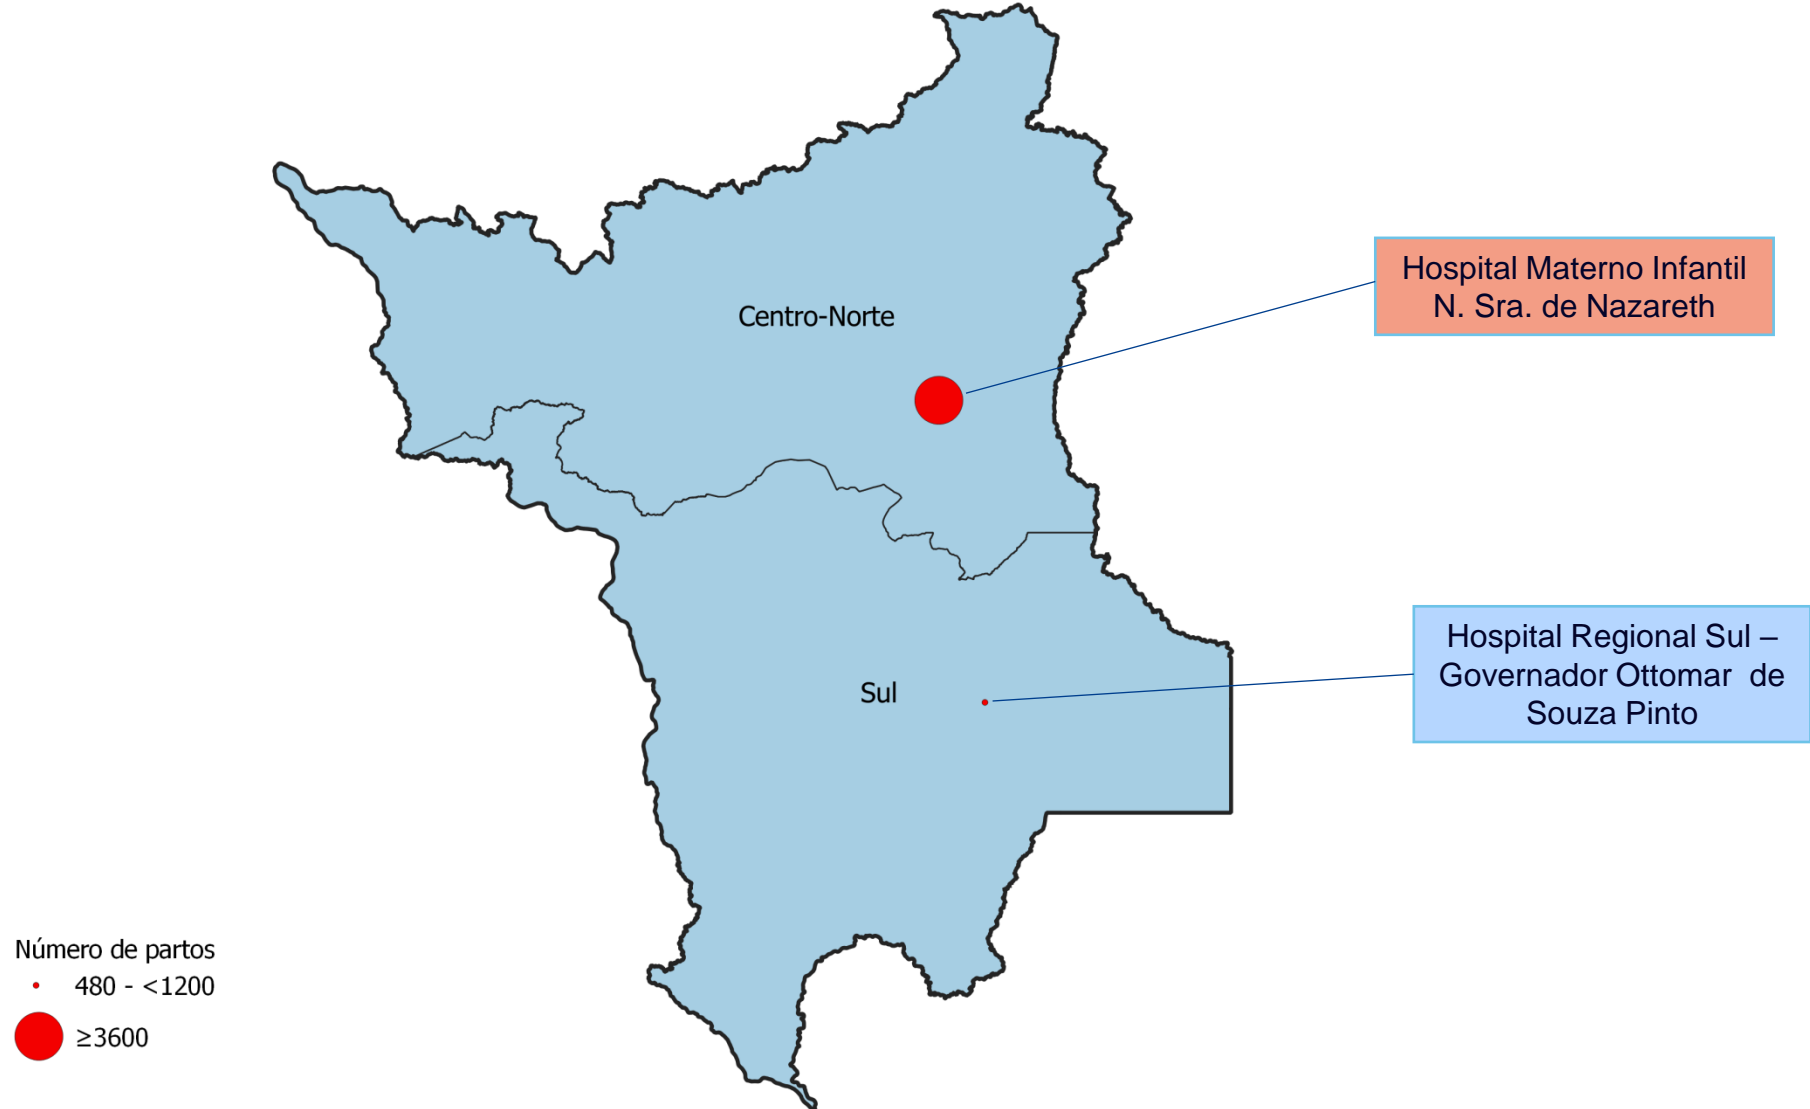 Centro-Norte
Hospital Materno Infantil
N. Sra. de Nazareth
Sul
Hospital Regional Sul –
Governador Ottomar de
Souza Pinto
Número de partos
480 - <1200
≥3600